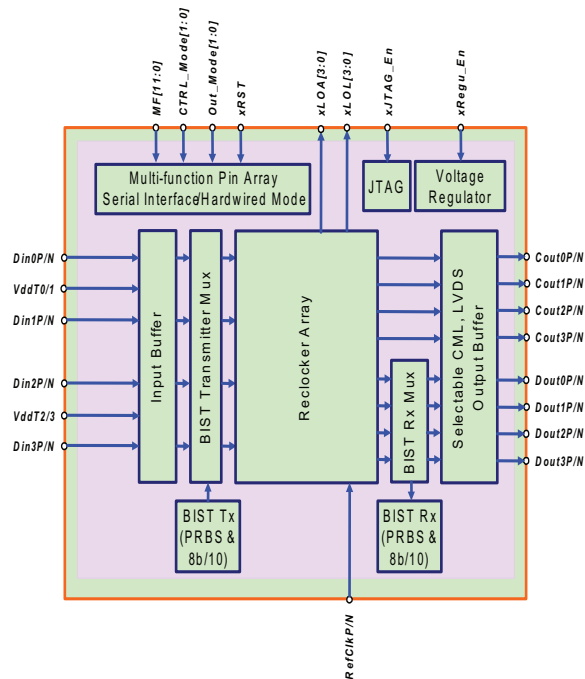 MF[11:0]
CTRL_Mode[1:0]
Out_Mode[1:0]
xRST
xLOA[3:0]
xLOL[3:0]
xJTAG_En
xRegu_En
Multi-function Pin Array
Serial Interface/Hardwired Mode
JTAG
Voltage
Regulator
Din0P/N
VddT0/1
Din1P/N
Din2P/N
VddT2/3
Din3P/N
Input Buffer
BIST Transmitter Mux
Reclocker Array
BIST Rx Mux
Selectable CML, LVDS
Output Buffer
Cout0P/N
Cout1P/N
Cout2P/N
Cout3P/N
Dout0P/N
Dout1P/N
Dout2P/N
Dout3P/N
BIST Tx
(PRBS &
8b/10)
BIST Rx
(PRBS &
8b/10)
RefClkP/N